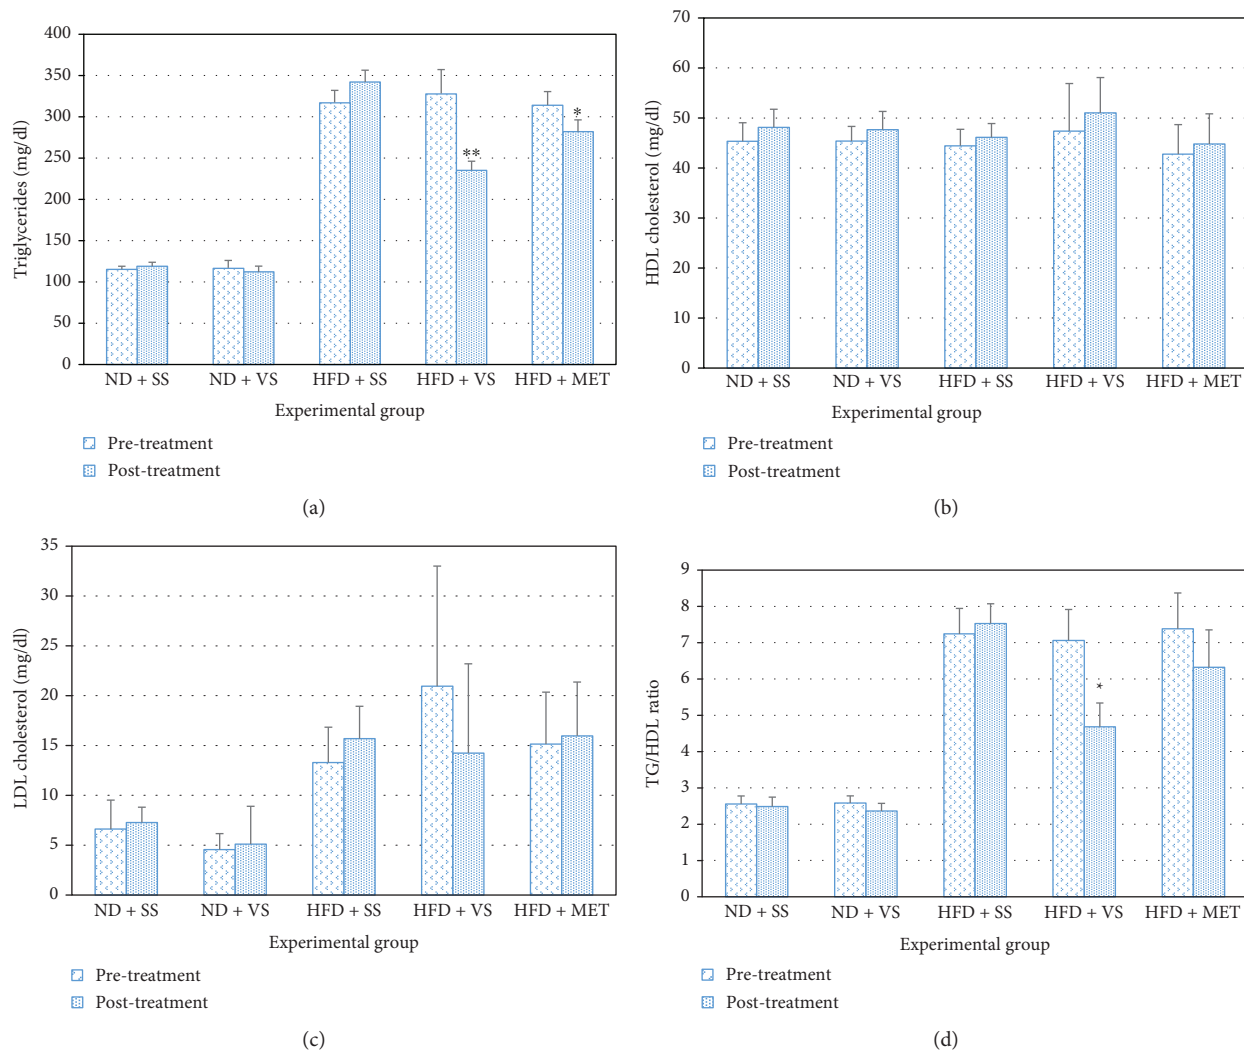 400
350
300
250
200
150
100
50
0
Triglycerides (mg/dl)
**
*
ND + SS
ND + VS
HFD + SS
HFD + VS
HFD + MET
Experimental group
Pre-treatment
Post-treatment
(a)
70
60
50
40
30
20
10
0
HDL cholesterol (mg/dl)
ND + SS
ND + VS
HFD + SS
HFD + VS
HFD + MET
Experimental group
Pre-treatment
Post-treatment
(b)
35
30
25
20
15
10
5
0
LDL cholesterol (mg/dl)
ND + SS
ND + VS
HFD + SS
HFD + VS
HFD + MET
Experimental group
Pre-treatment
Post-treatment
(c)
9
8
7
6
5
4
3
2
1
0
TG/HDL ratio
*
ND + SS
ND + VS
HFD + SS
HFD + VS
HFD + MET
Experimental group
Pre-treatment
Post-treatment
(d)